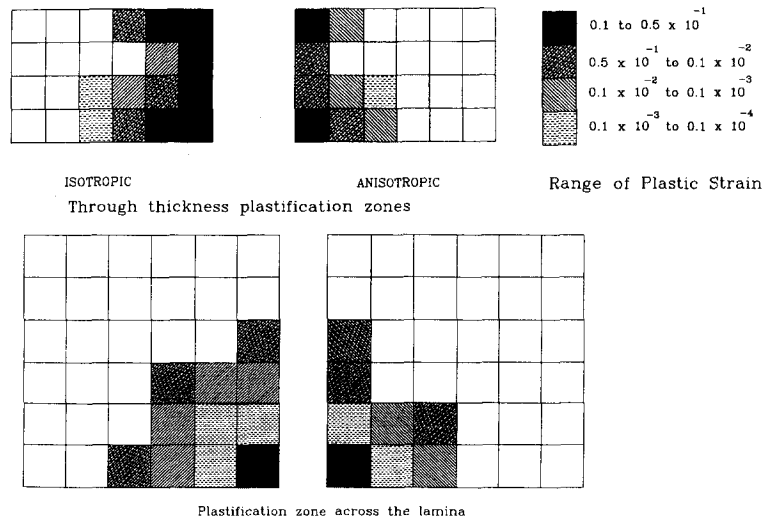 0.1 to 0.5 x 10⁻¹
0.5 x 10⁻¹ to 0.1 x 10⁻²
0.1 x 10⁻² to 0.1 x 10⁻³
0.1 x 10⁻³ to 0.1 x 10⁻⁴
ISOTROPIC
ANISOTROPIC
Range of Plastic Strain
Through thickness plastification zones
Plastification zone across the lamina